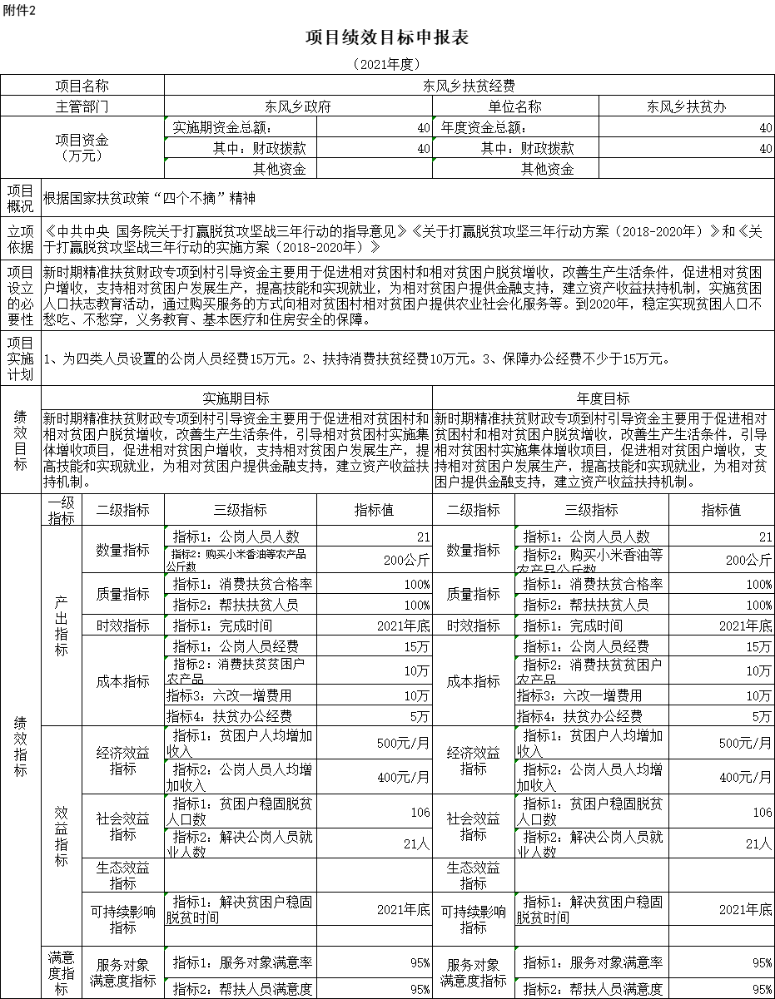 附件2
项目绩效目标申报表
（2021年度）
项目名称 东风乡扶贫经费
主管部门 东风乡政府 单位名称 东风乡扶贫办
项目资金
（万元）
实施期资金总额： 40 年度资金总额： 40
其中：财政拨款 40 其中：财政拨款 40
其他资金 其他资金
项目
概况
根据国家扶贫政策“四个不摘”精神
立项
依据
《中共中央 国务院关于打赢脱贫攻坚战三年行动的指导意见》《关于打赢脱贫攻坚三年行动方案（2018-2020年）》和《关
于打赢脱贫攻坚战三年行动的实施方案（2018-2020年）》
项目
设立
的必
要性
新时期精准扶贫财政专项到村引导资金主要用于促进相对贫困村和相对贫困户脱贫增收，改善生产生活条件，促进相对贫困
户增收，支持相对贫困户发展生产，提高技能和实现就业，为相对贫困户提供金融支持，建立资产收益扶持机制，实施贫困
人口扶志教育活动，通过购买服务的方向相对贫困村相对贫困户提供农业社会化服务等。到2020年，稳定实现贫困人口不
愁吃、不愁穿，义务教育、基本医疗和住房安全的保障。
项目
实施
计划
1、为四类人员设置的公岗人员经费15万元。2、扶持消费扶贫经费10万元。3、保障办公经费不少于15万元。
绩效目标
实施期目标 年度目标
新时期精准扶贫财政专项到村引导资金主要用于促进相对贫困村和
相对贫困户脱贫增收，改善生产生活条件，引导相对贫困村实施集
体增收项目，促进相对贫困户增收，支持相对贫困户发展生产，提
高技能和实现就业，为相对贫困户提供金融支持，建立资产收益扶
持机制。
新时期精准扶贫财政专项到村引导资金主要用于促进相对
贫困村和相对贫困户脱贫增收，改善生产生活条件，引导
相对贫困村实施集体增收项目，促进相对贫困户增收，支
持相对贫困户发展生产，提高技能和实现就业，为相对贫
困户提供金融支持，建立资产收益扶持机制。
绩效指标
一级
指标
二级指标 三级指标 指标值 二级指标 三级指标 指标值
产出指标
数量指标 指标1：公岗人员人数 21 数量指标 指标1：公岗人员人数 21
指标2：购买小米香油等农产品
公斤数
200公斤
指标2：购买小米香油等
农产品公斤数
200公斤
质量指标 指标1：消费扶贫合格率 100% 质量指标 指标1：消费扶贫合格率 100%
指标2：帮扶扶贫人员 100% 指标2：帮扶扶贫人员 100%
时效指标 指标1：完成时间 2021年底 时效指标 指标1：完成时间 2021年底
成本指标 指标1：公岗人员经费 15万 成本指标 指标1：公岗人员经费 15万
指标2：消费扶贫贫困户
农产品
10万
指标2：消费扶贫贫困户
农产品
10万
指标3：六改一增费用 10万 指标3：六改一增费用 10万
指标4：扶贫办公经费 5万 指标4：扶贫办公经费 5万
效益指标
经济效益
指标
指标1：贫困户人均增加
收入
500元/月
经济效益
指标
指标1：贫困户人均增加
收入
500元/月
指标2：公岗人员人均增
加收入
400元/月
指标2：公岗人员人均增
加收入
400元/月
社会效益
指标
指标1：贫困户稳固脱贫
人口数
106
社会效益
指标
指标1：贫困户稳固脱贫
人口数
106
指标2：解决公岗人员就
业人数
21人
指标2：解决公岗人员就
业人数
21人
生态效益
指标
生态效益
指标
可持续影响
指标
指标1：解决贫困户稳固
脱贫时间
2021年底
可持续影响
指标
指标1：解决贫困户稳固
脱贫时间
2021年底
满意
度指
标
服务对象
满意度指标
指标1：服务对象满意率 95%
服务对象
满意度指标
指标1：服务对象满意率 95%
指标2：帮扶人员满意度 95% 指标2：帮扶人员满意度 95%